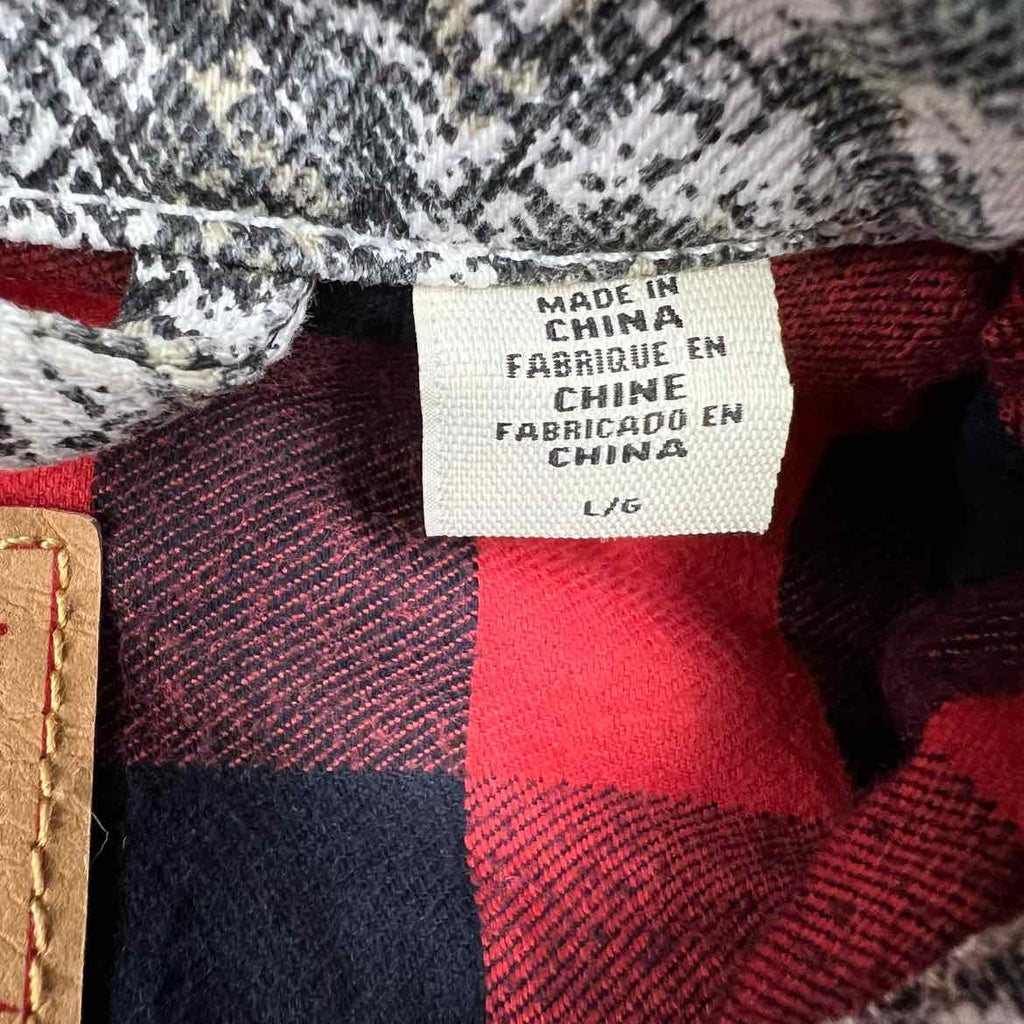 MADE IN
CHINA
FABRIQUE EN
CHINE
FABRICADO EN
CHINA
L/G